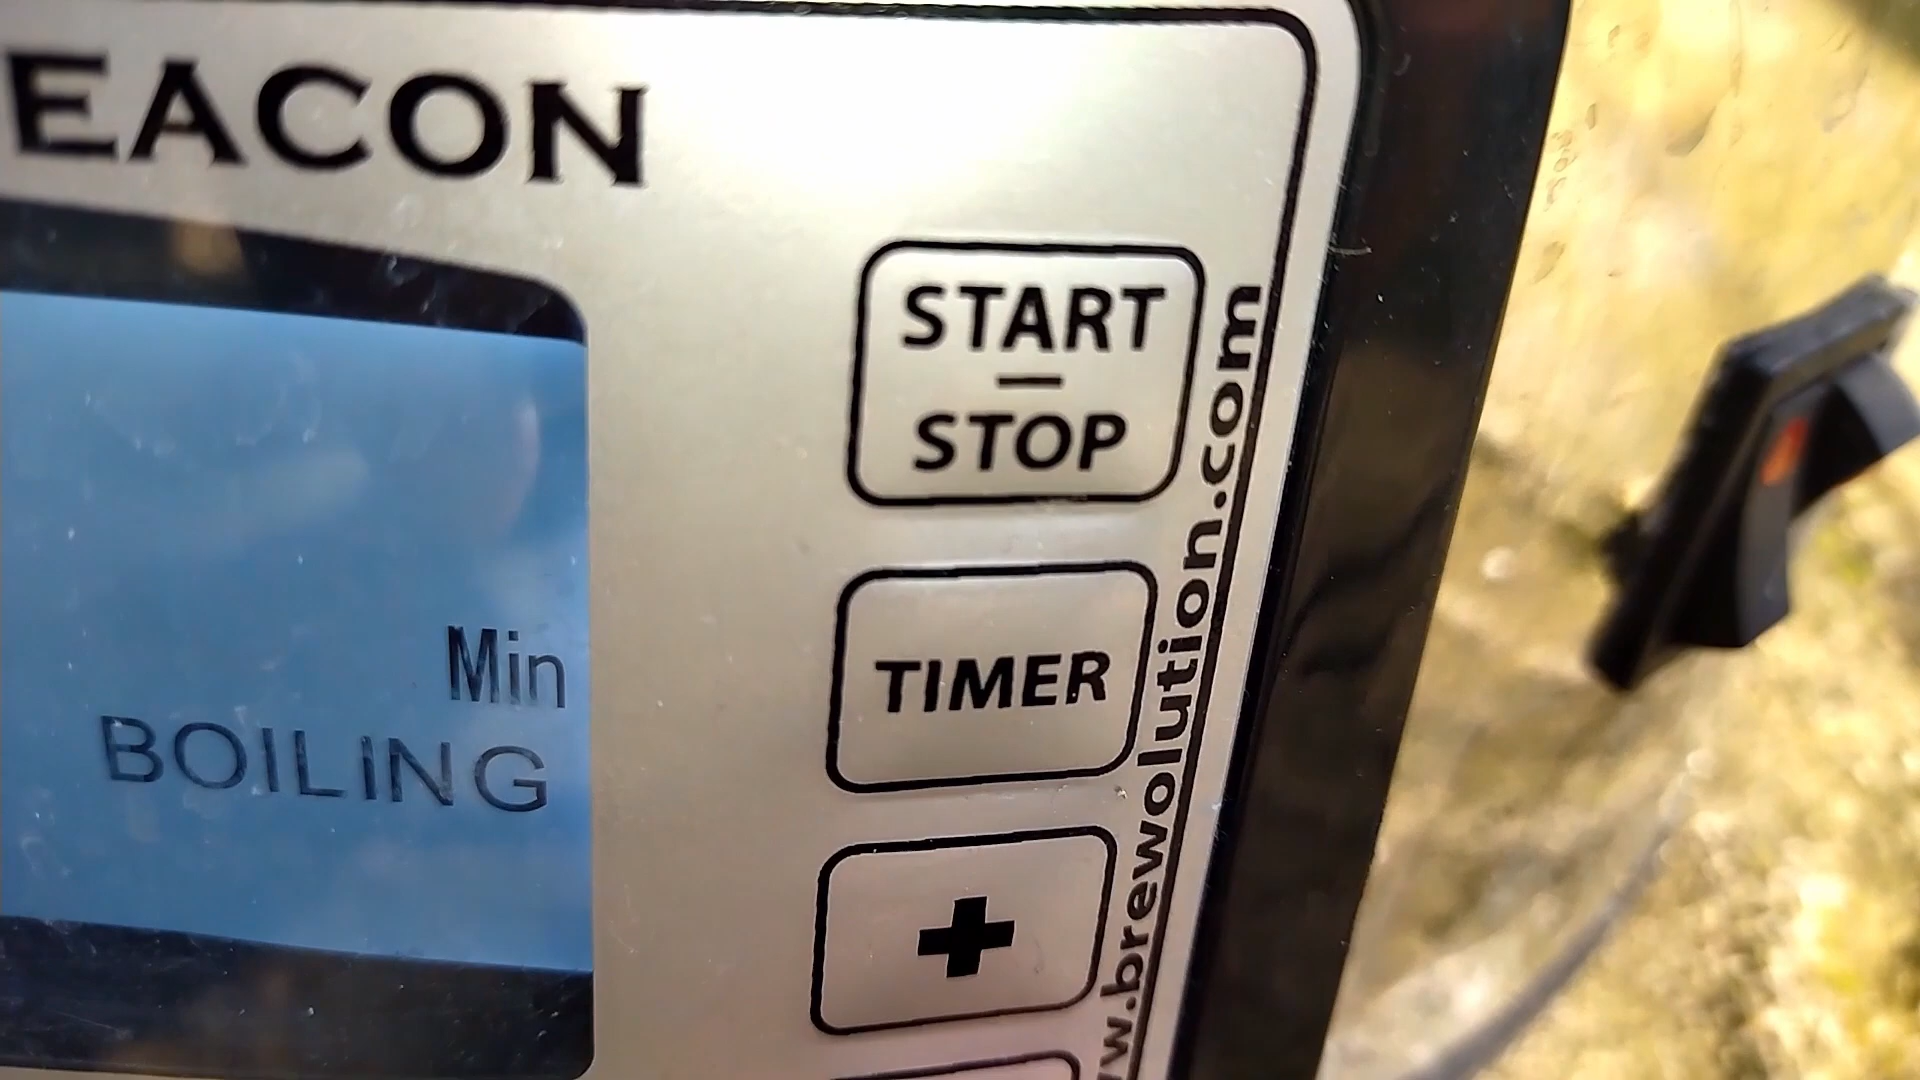 EACON
START
STOP
Min
BOILING
TIMER
+
w.brewolution.com